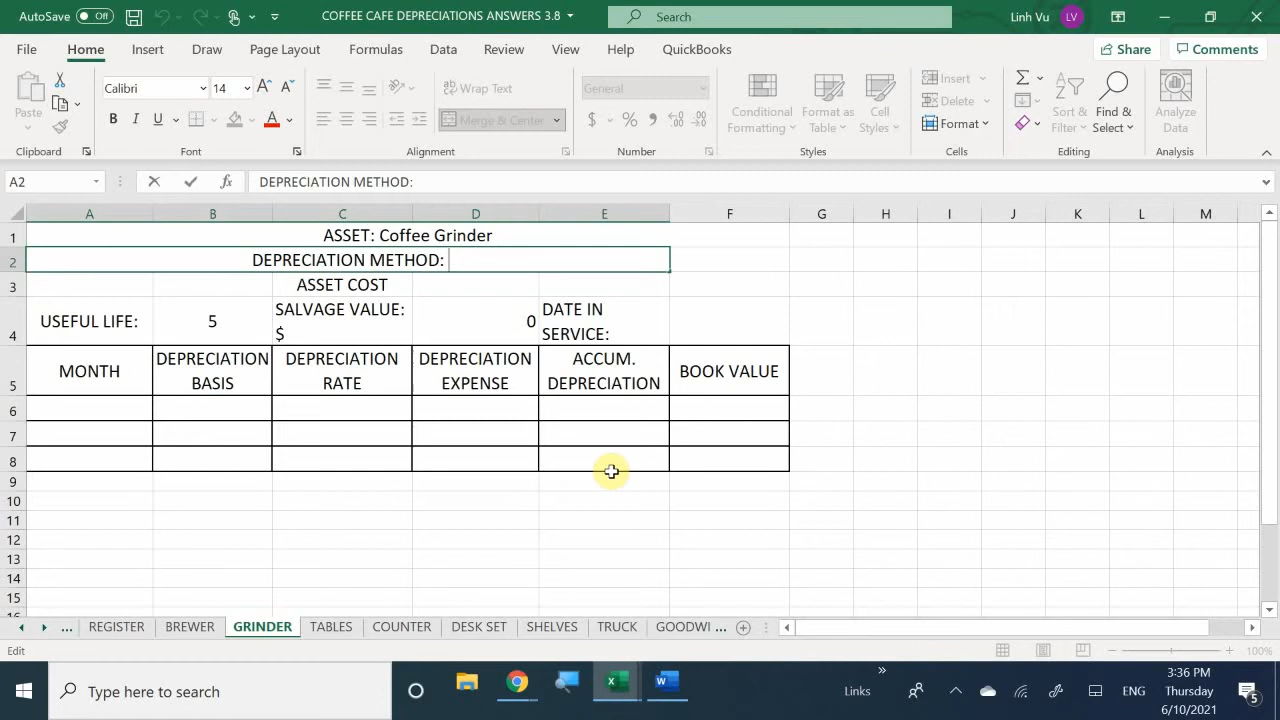 AutoSave Off COFFEE CAFE DEPRECIATIONS ANSWERS 3.8 Search Linh Vu LV
File Home Insert Draw Page Layout Formulas Data Review View Help QuickBooks Share Comments
Calibri 14 A A Wrap Text General Insert
Paste Merge & Center $ % Conditional Formatting Format as Table Cell Styles Delete Sort & Filter Find & Select Analyze Data
B I U A Format
Clipboard Font Alignment Number Styles Cells Editing Analysis
A2 fx DEPRECIATION METHOD:
A B C D E F G H I J K L M
1 ASSET: Coffee Grinder
2 DEPRECIATION METHOD:
3 ASSET COST
4 USEFUL LIFE: 5 SALVAGE VALUE: $ 0 DATE IN SERVICE:
5 MONTH DEPRECIATION BASIS DEPRECIATION RATE DEPRECIATION EXPENSE ACCUM. DEPRECIATION BOOK VALUE
6
7
8
9
10
11
12
13
14
15
... REGISTER BREWER GRINDER TABLES COUNTER DESK SET SHELVES TRUCK GOODWI ...
Edit 100%
Type here to search Links ENG 3:36 PM
Thursday
6/10/2021 5